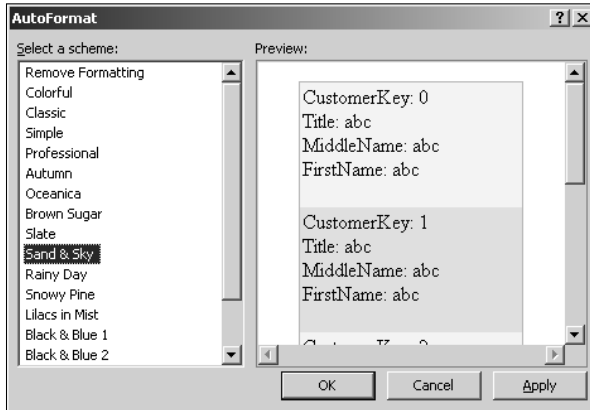 AutoFormat
Select a scheme:
Remove Formatting
Colorful
Classic
Simple
Professional
Autumn
Oceanica
Brown Sugar
Slate
Sand & Sky
Rainy Day
Snowy Pine
Lilacs in Mist
Black & Blue 1
Black & Blue 2
Preview:
CustomerKey: 0
Title: abc
MiddleName: abc
FirstName: abc
CustomerKey: 1
Title: abc
MiddleName: abc
FirstName: abc
OK
Cancel
Apply